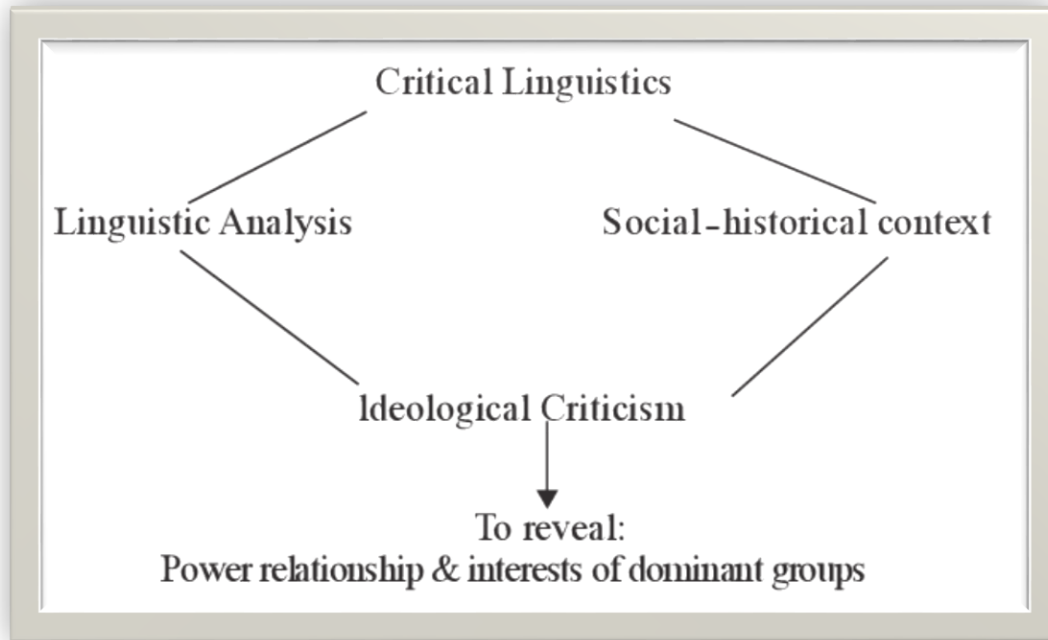 Critical Linguistics
Linguistic Analysis
Social-historical context
Ideological Criticism
To reveal:
Power relationship & interests of dominant groups